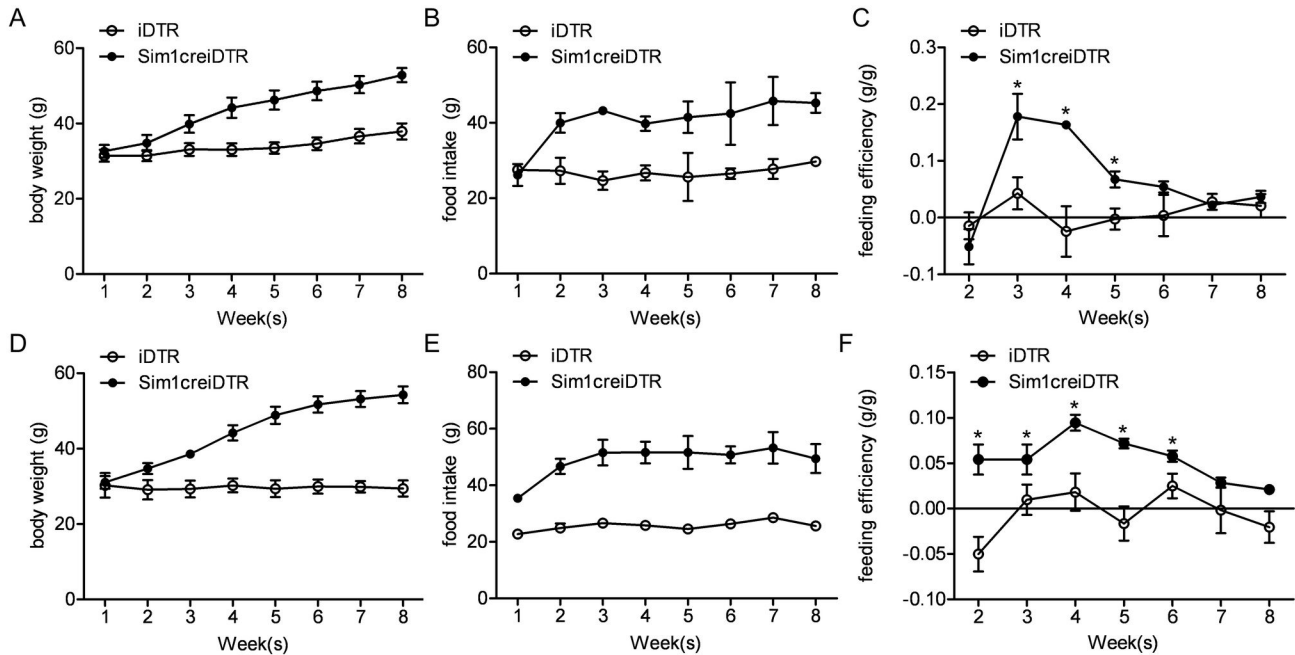 A
iDTR
Sim1creiDTR
60
40
20
0
body weight (g)
1 2 3 4 5 6 7 8
Week(s)
B
iDTR
Sim1creiDTR
60
40
20
0
food intake (g)
1 2 3 4 5 6 7 8
Week(s)
C
iDTR
Sim1creiDTR
0.3
0.2
0.1
0.0
-0.1
feeding efficiency (g/g)
* * *
2 3 4 5 6 7 8
Week(s)
D
iDTR
Sim1creiDTR
60
40
20
0
body weight (g)
1 2 3 4 5 6 7 8
Week(s)
E
iDTR
Sim1creiDTR
80
60
40
20
0
food intake (g)
1 2 3 4 5 6 7 8
Week(s)
F
iDTR
Sim1creiDTR
0.15
0.10
0.05
0.00
-0.05
-0.10
feeding efficiency (g/g)
* * * * *
2 3 4 5 6 7 8
Week(s)